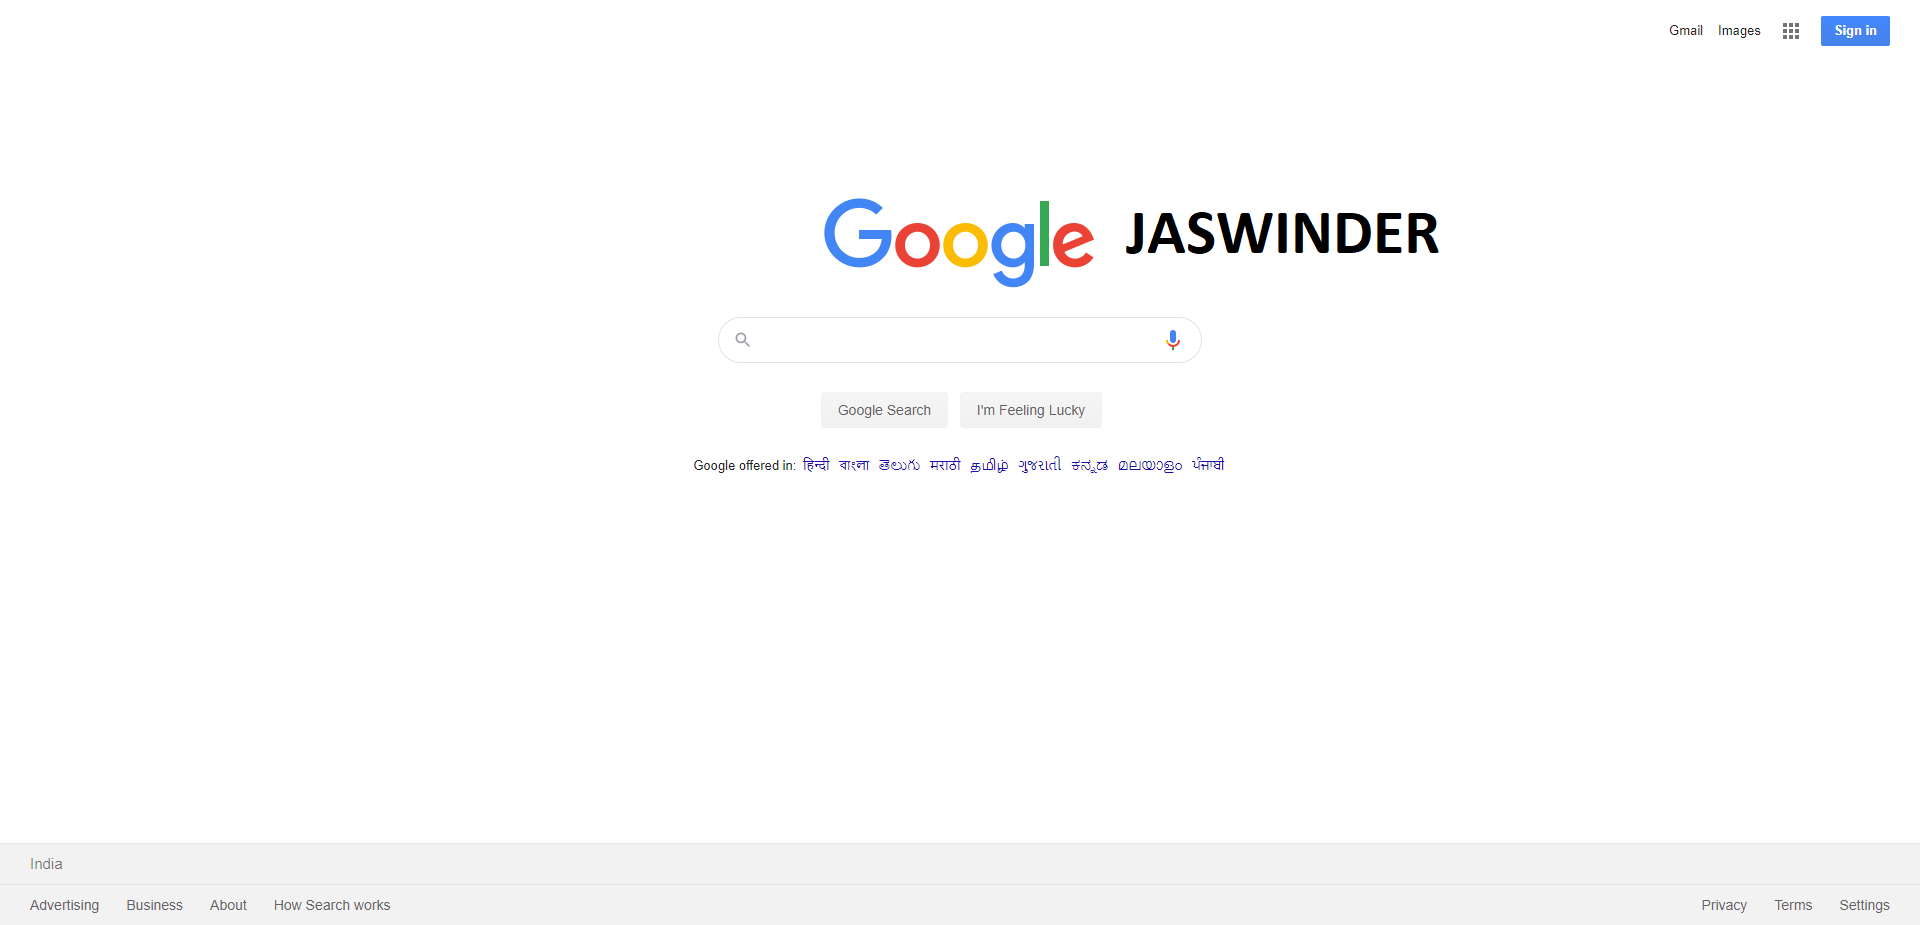 Gmail Images Sign in
Google JASWINDER
Google Search I'm Feeling Lucky
Google offered in: हिन्दी বাংলা తెలుగు मराठी தமிழ் ગુજરાતી ಕನ್ನಡ മലയാളം ਪੰਜਾਬੀ
India
Advertising Business About How Search works Privacy Terms Settings